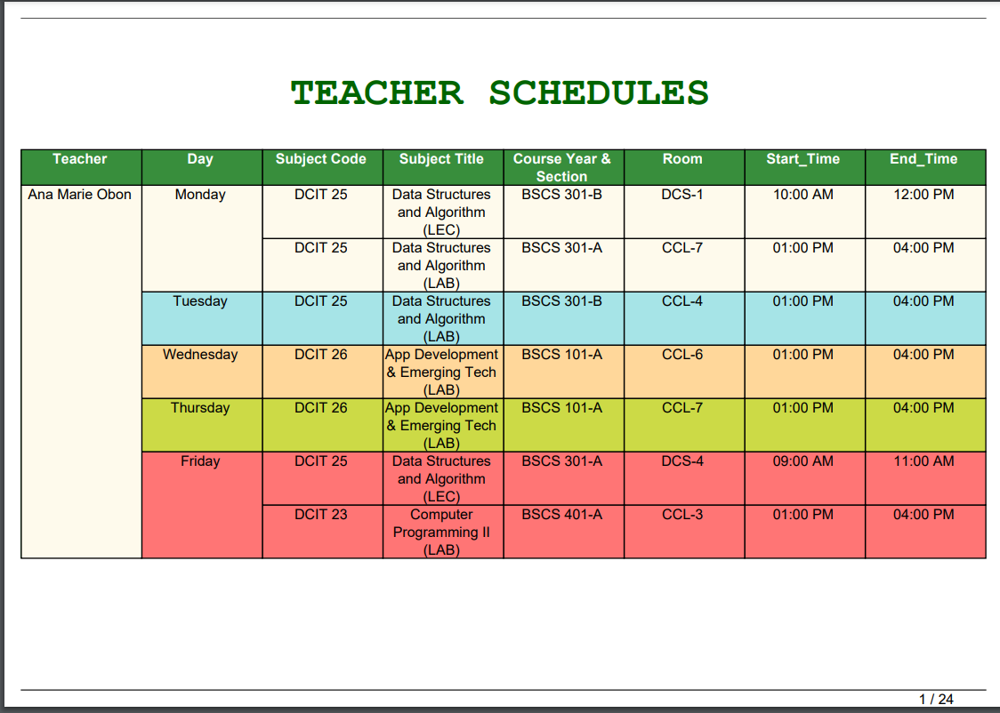 TEACHER SCHEDULES
Teacher Day Subject Code Subject Title Course Year & Room Start_Time End_Time
Section
Ana Marie Obon Monday DCIT 25 Data Structures BSCS 301-B DCS-1 10:00 AM 12:00 PM
and Algorithm
(LEC)
DCIT 25 Data Structures BSCS 301-A CCL-7 01:00 PM 04:00 PM
and Algorithm
(LAB)
Tuesday DCIT 25 Data Structures BSCS 301-B CCL-4 01:00 PM 04:00 PM
and Algorithm
(LAB)
Wednesday DCIT 26 App Development BSCS 101-A CCL-6 01:00 PM 04:00 PM
& Emerging Tech
(LAB)
Thursday DCIT 26 App Development BSCS 101-A CCL-7 01:00 PM 04:00 PM
& Emerging Tech
(LAB)
Friday DCIT 25 Data Structures BSCS 301-A DCS-4 09:00 AM 11:00 AM
and Algorithm
(LEC)
DCIT 23 Computer BSCS 401-A CCL-3 01:00 PM 04:00 PM
Programming II
(LAB)
1 / 24